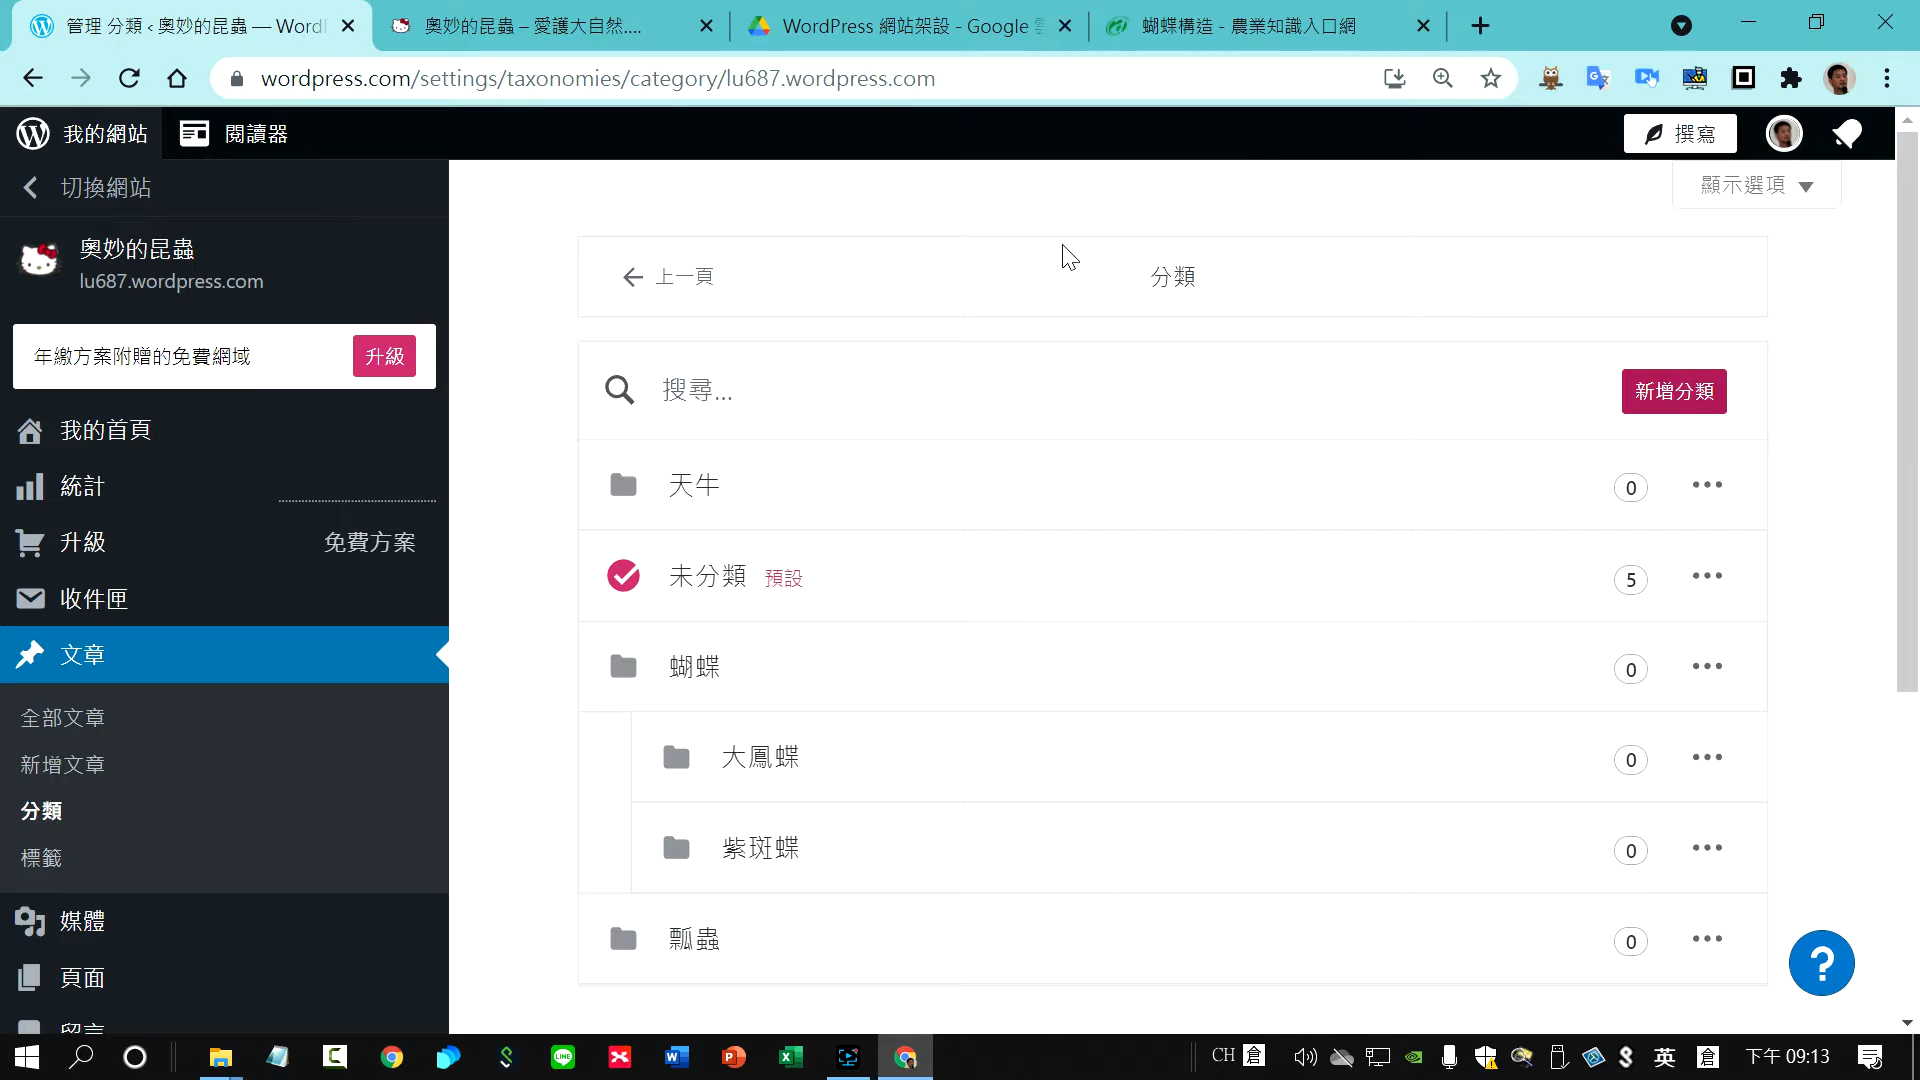 管理 分類 ‹ 奧妙的昆蟲 — Word
奧妙的昆蟲 – 愛護大自然....
WordPress 網站架設 - Google
蝴蝶構造 - 農業知識入口網
wordpress.com/settings/taxonomies/category/lu687.wordpress.com
我的網站
閱讀器
撰寫
切換網站
顯示選項
奧妙的昆蟲
lu687.wordpress.com
上一頁
分類
年繳方案附贈的免費網域
升級
搜尋...
新增分類
我的首頁
統計
升級
免費方案
收件匣
文章
全部文章
新增文章
分類
標籤
媒體
頁面
留言
天牛
0
未分類 預設
5
蝴蝶
0
大鳳蝶
0
紫斑蝶
0
瓢蟲
0
?
CH 倉
英
倉
下午 09:13